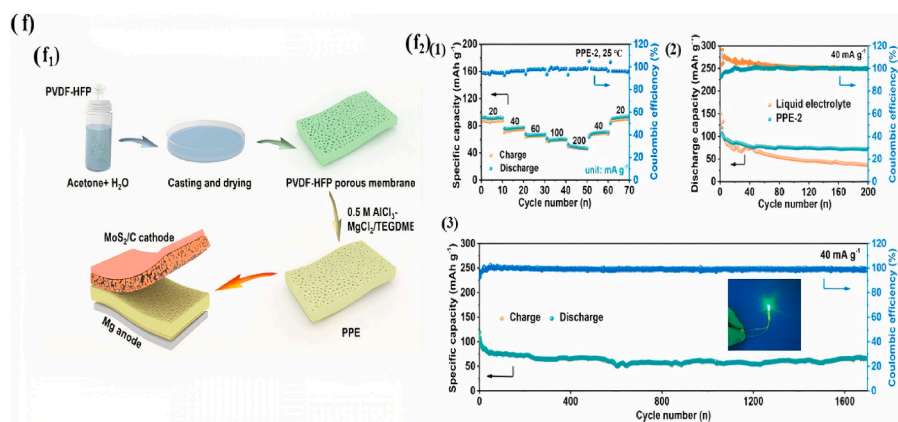 (f)
(f₁)
PVDF-HFP
Acetone+ H₂O
Casting and drying
PVDF-HFP porous membrane
0.5 M AlCl₃-
MgCl₂/TEGDME
MoS₂/C cathode
Mg anode
PPE
(f₂)
(1)
Specific capacity (mAh g⁻¹)
200
160
120
80
40
0
PPE-2, 25 ℃
20
40
60
100
200
40
20
Charge
Discharge
unit: mA g⁻¹
0 10 20 30 40 50 60 70
Cycle number (n)
120
100
80
60
40
20
0
Coulombic efficiency (%)
(2)
Discharge capacity (mAh g⁻¹)
300
250
200
150
100
50
0
40 mA g⁻¹
Liquid electrolyte
PPE-2
0 40 80 120 160 200
Cycle number (n)
120
100
80
60
40
20
0
Coulombic efficiency (%)
(3)
Specific capacity (mAh g⁻¹)
300
250
200
150
100
50
0
40 mA g⁻¹
Charge Discharge
0 400 800 1200 1600
Cycle number (n)
120
100
80
60
40
20
0
Coulombic efficiency (%)